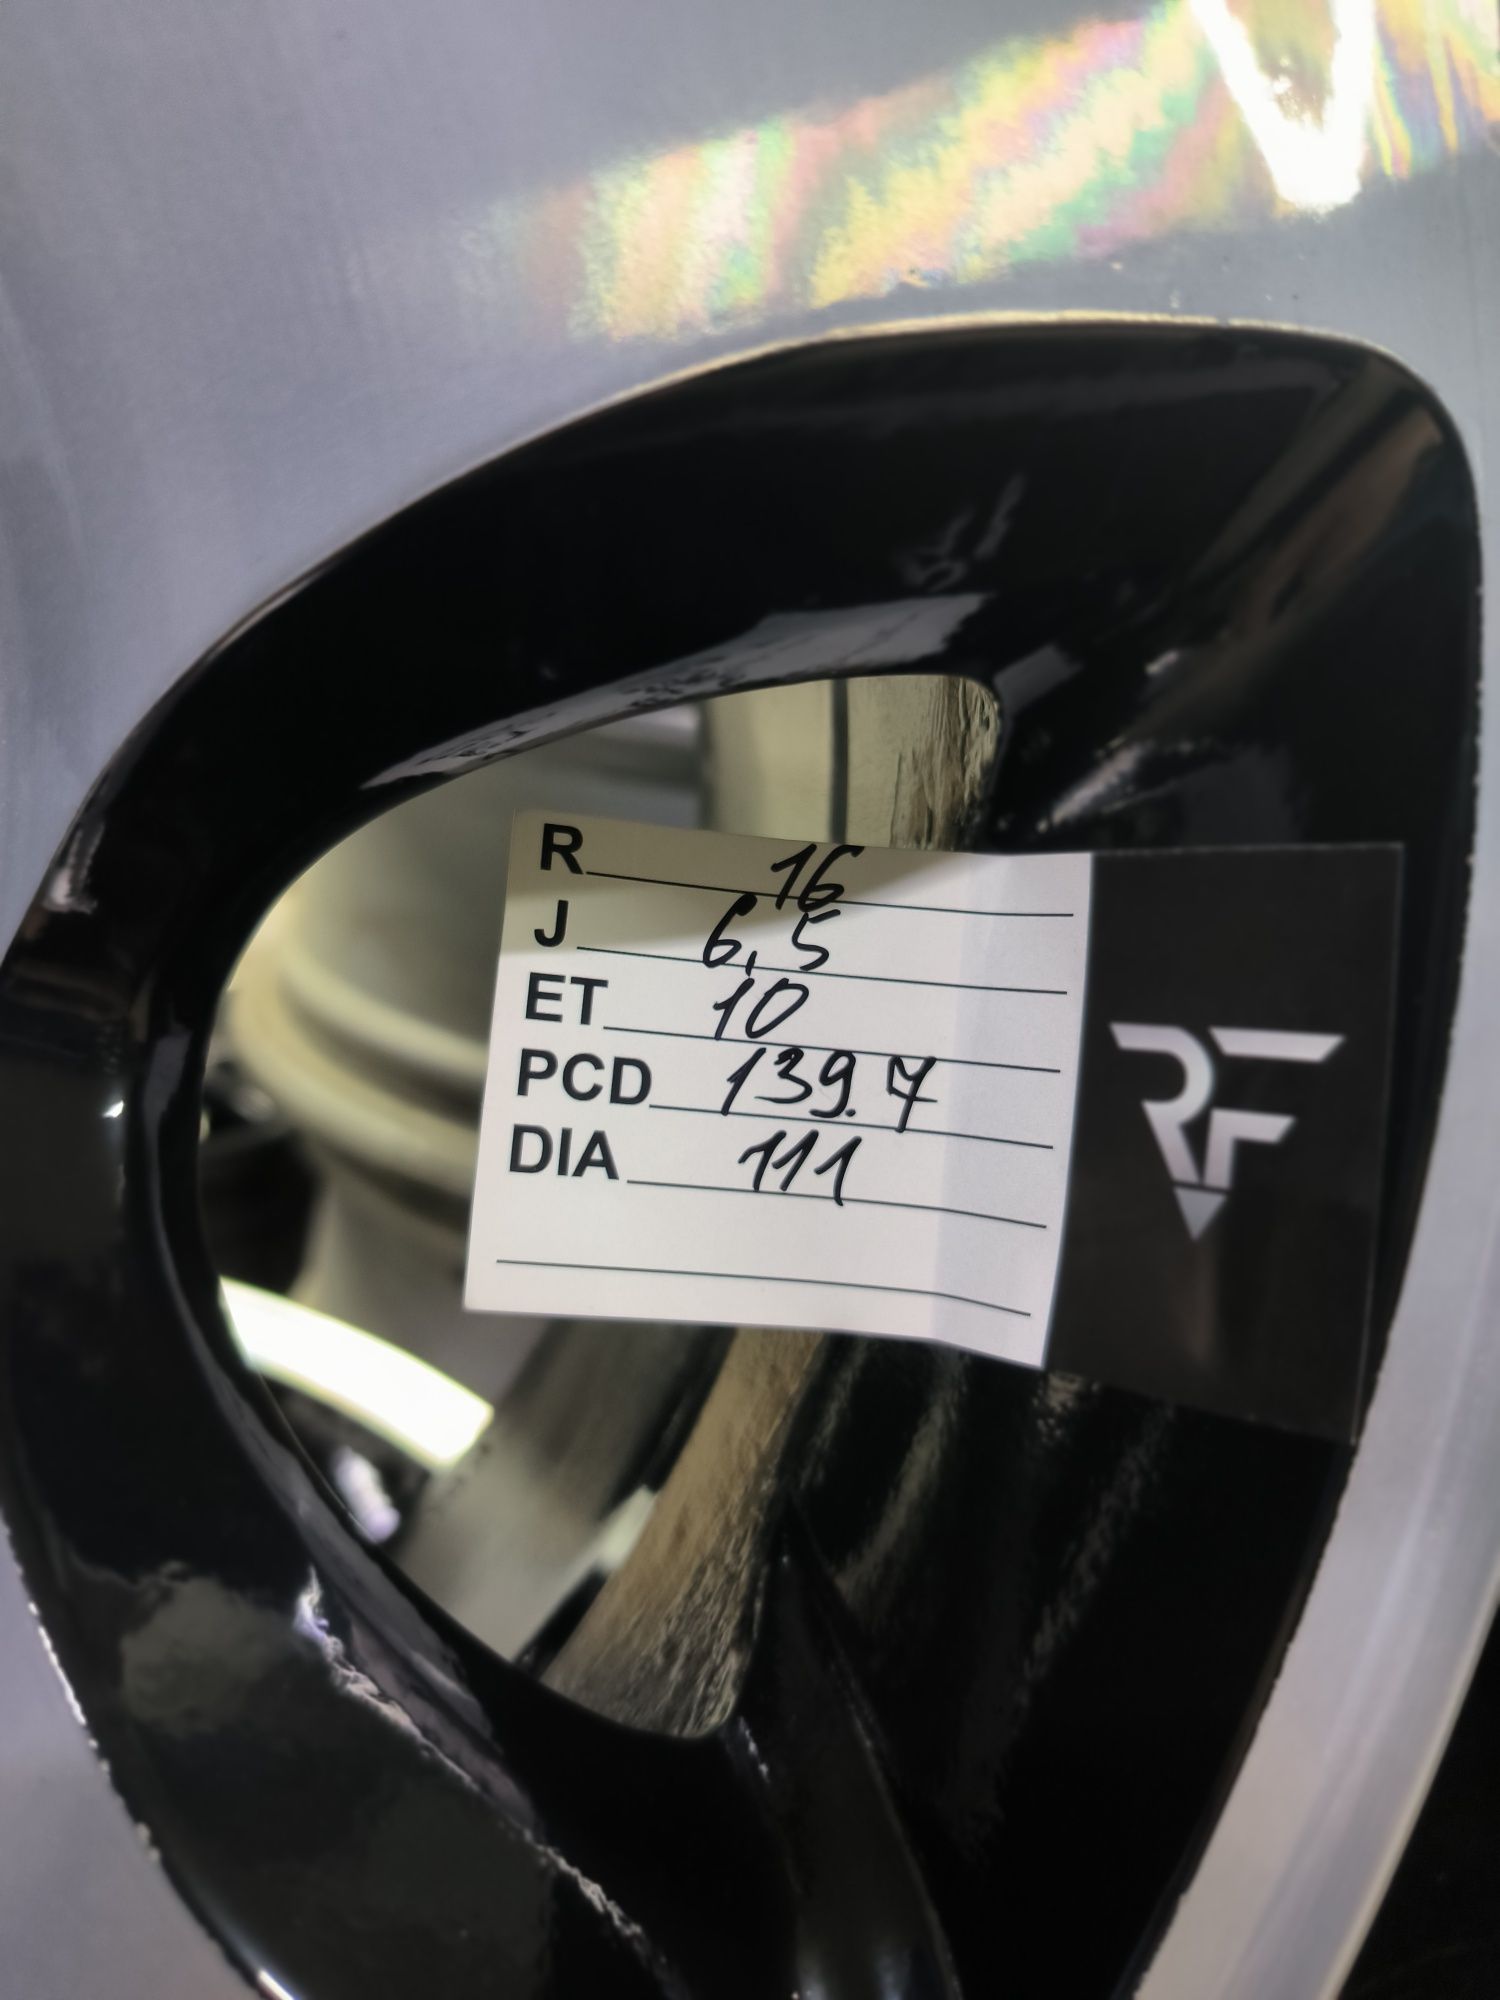 R 16
J 6,5
ET 10
PCD 139.7
DIA 111
RF